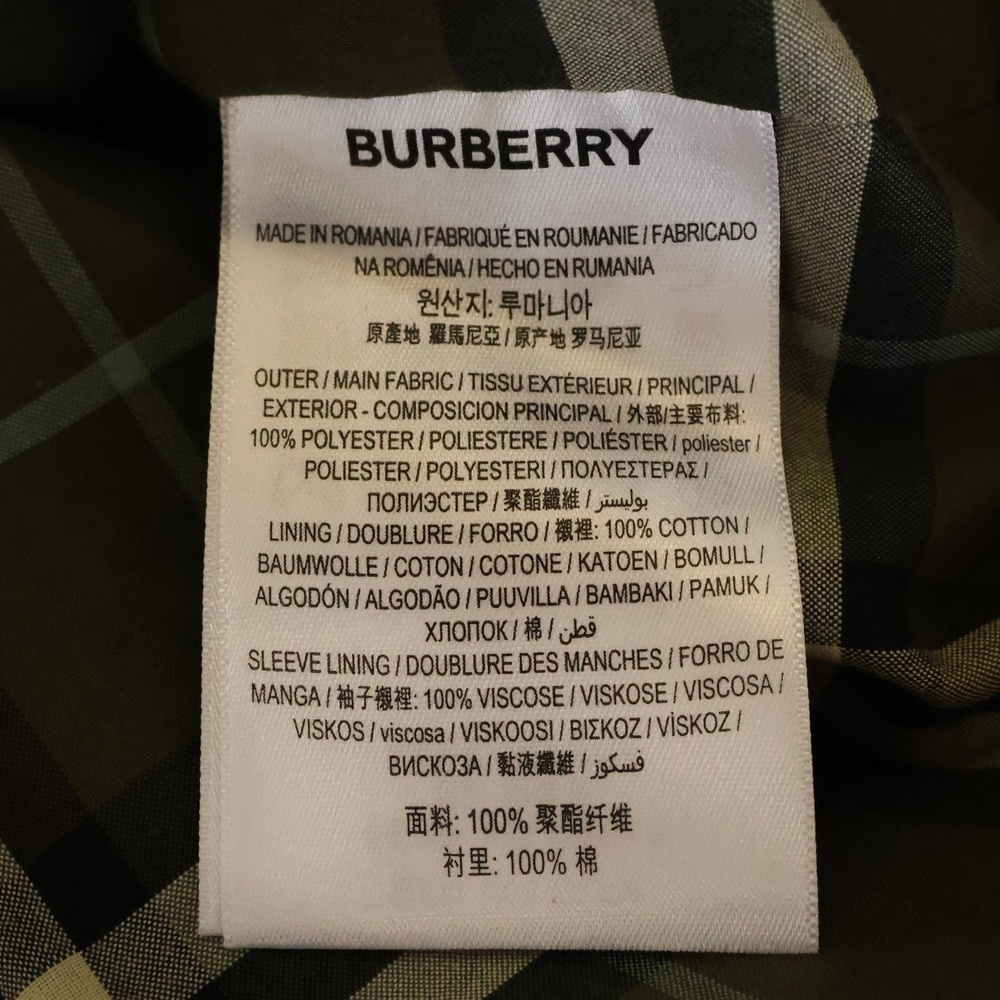 BURBERRY
MADE IN ROMANIA / FABRIQUÉ EN ROUMANIE / FABRICADO
NA ROMÊNIA / HECHO EN RUMANIA
원산지: 루마니아
原產地 羅馬尼亞 / 原产地 罗马尼亚
OUTER / MAIN FABRIC / TISSU EXTÉRIEUR / PRINCIPAL /
EXTERIOR - COMPOSICION PRINCIPAL / 外部/主要布料:
100% POLYESTER / POLIESTERE / POLIÉSTER / poliester /
POLIESTER / POLYESTERI / ΠΟΛΥΕΣΤΕΡΑΣ /
ПОЛИЭСТЕР / 聚酯纖維 / بوليستر
LINING / DOUBLURE / FORRO / 襯裡: 100% COTTON /
BAUMWOLLE / COTON / COTONE / KATOEN / BOMULL /
ALGODÓN / ALGODÃO / PUUVILLA / BAMBAKI / PAMUK /
ХЛОПОК / 棉 / قطن
SLEEVE LINING / DOUBLURE DES MANCHES / FORRO DE
MANGA / 袖子襯裡: 100% VISCOSE / VISKOSE / VISCOSA /
VISKOS / viscosa / VISKOOSI / ΒΙΣΚΟΖ / VİSKOZ /
ВИСКОЗА / 黏液纖維 / فسكوز
面料: 100% 聚酯纤维
衬里: 100% 棉